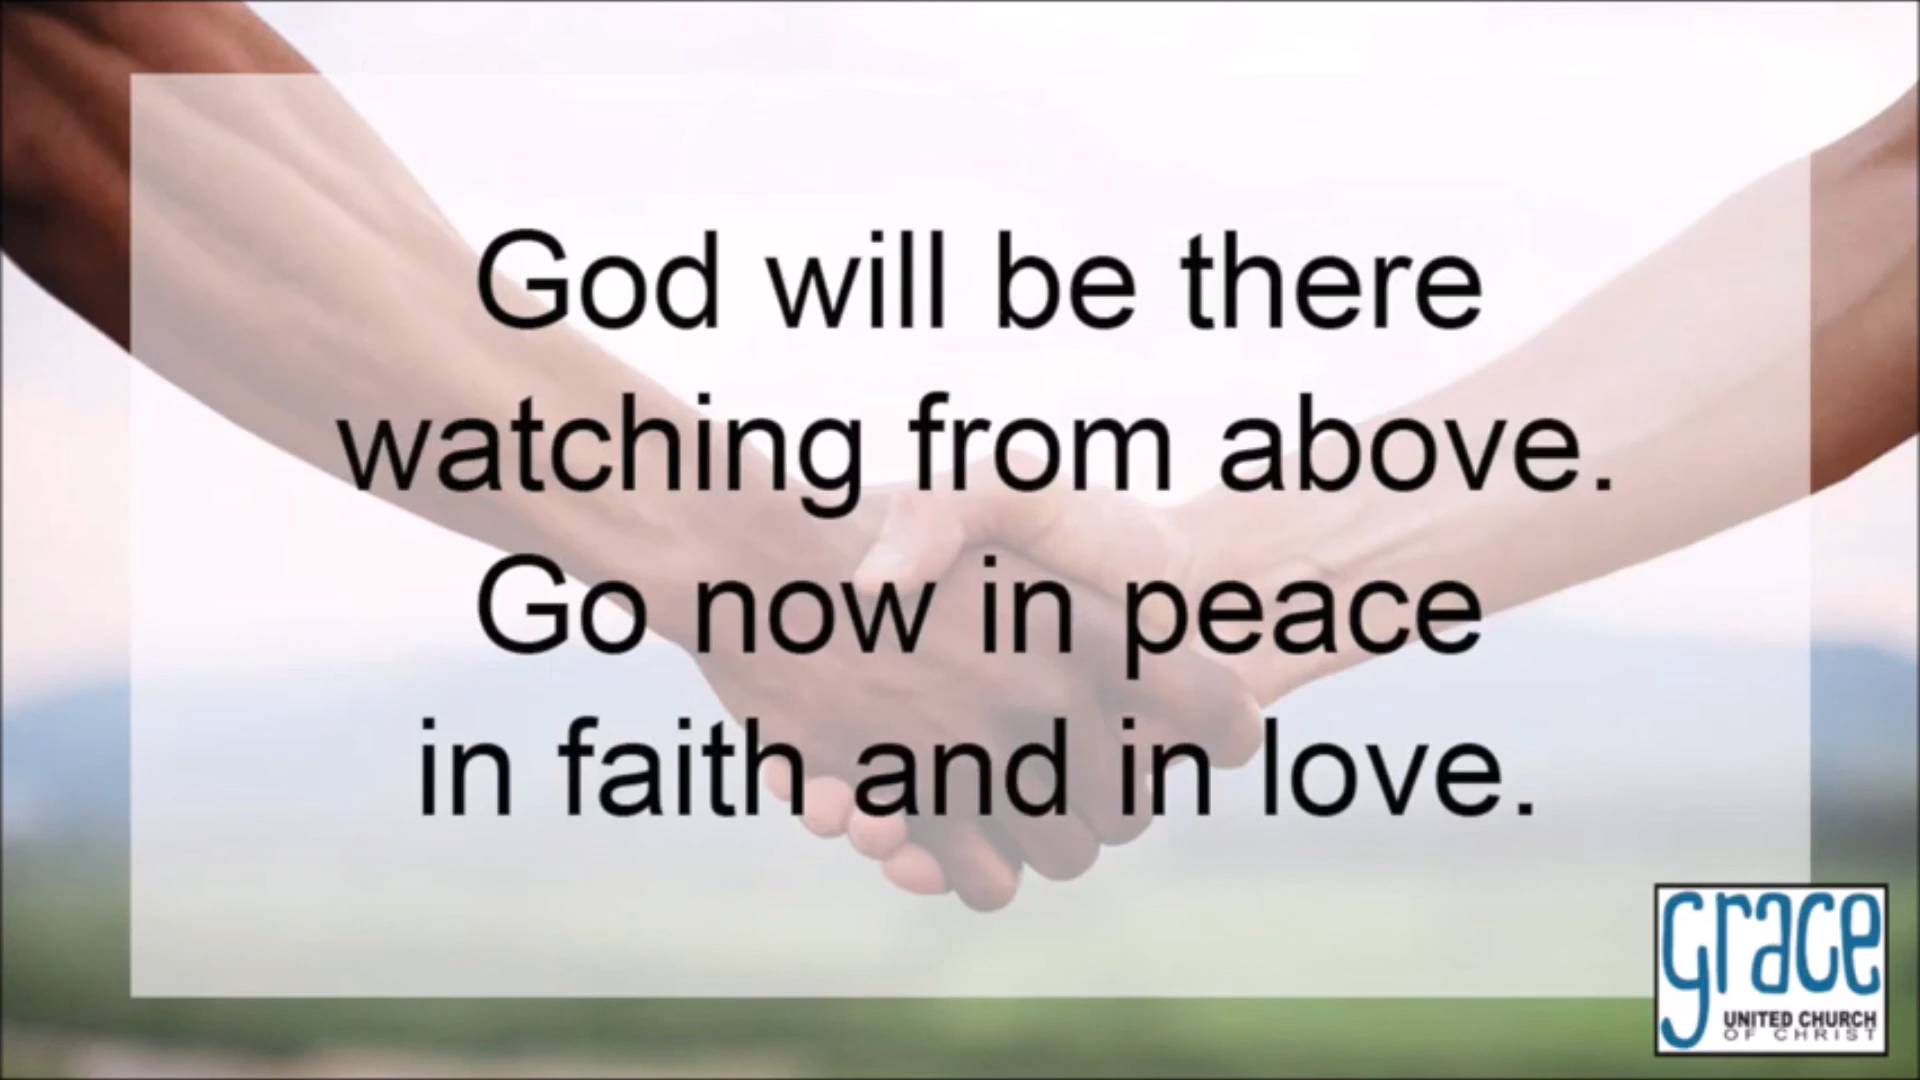 God will be there
watching from above.
Go now in peace
in faith and in love.
grace
UNITED CHURCH
OF CHRIST